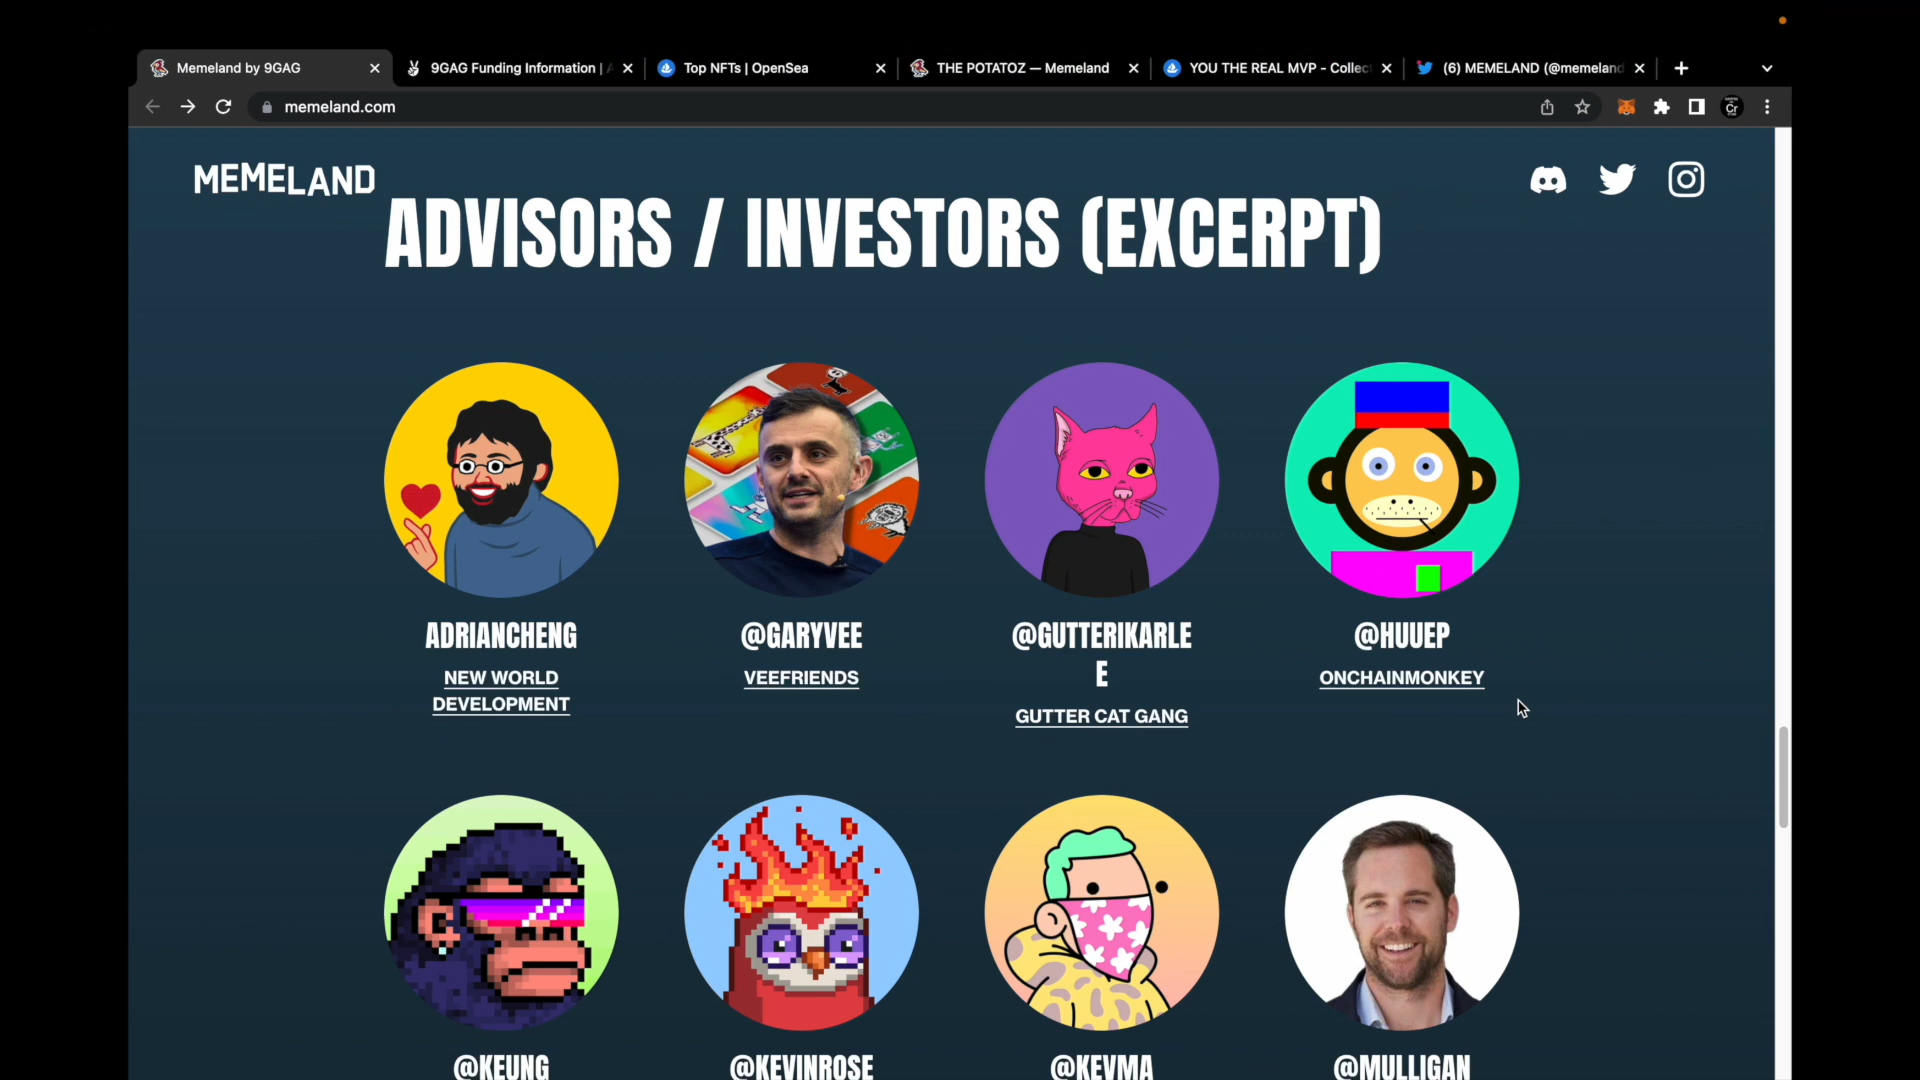 Memeland by 9GAG
9GAG Funding Information |
Top NFTs | OpenSea
THE POTATOZ — Memeland
YOU THE REAL MVP - Collec
(6) MEMELAND (@memeland
memeland.com
MEMELAND
ADVISORS / INVESTORS (EXCERPT)
ADRIANCHENG
NEW WORLD
DEVELOPMENT
@GARYVEE
VEEFRIENDS
@GUTTERIKARLE
E
GUTTER CAT GANG
@HUUEP
ONCHAINMONKEY
@KEUNG
@KEVINROSE
@KEVMA
@MULLIGAN